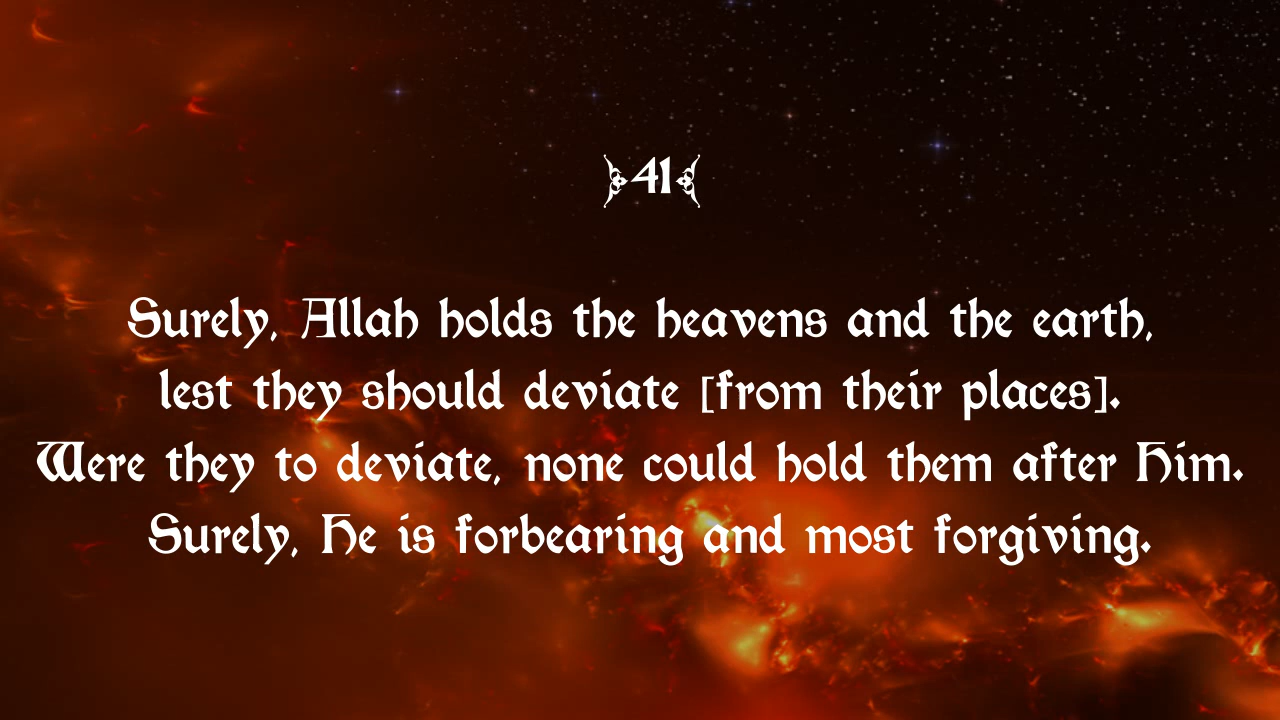 41
Surely, Allah holds the heavens and the earth,
lest they should deviate [from their places].
Were they to deviate, none could hold them after Him.
Surely, He is forbearing and most forgiving.